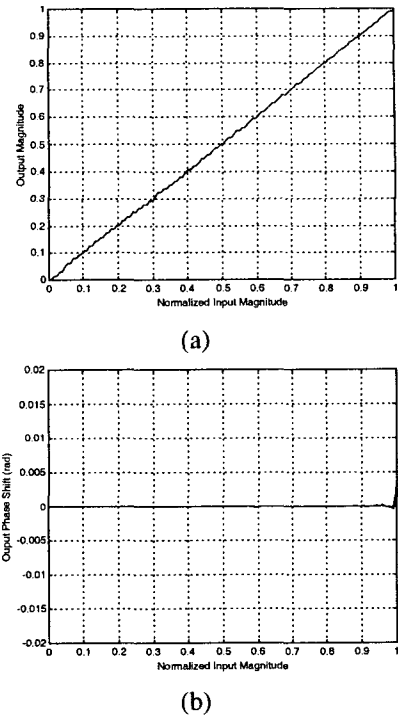 1
0.9
0.8
0.7
0.6
0.5
0.4
0.3
0.2
0.1
0
Output Magnitude
0 0.1 0.2 0.3 0.4 0.5 0.6 0.7 0.8 0.9 1
Normalized Input Magnitude
(a)
0.02
0.015
0.01
0.005
0
-0.005
-0.01
-0.015
-0.02
Ouput Phase Shift (rad)
0 0.1 0.2 0.3 0.4 0.5 0.6 0.7 0.8 0.9 1
Normalized Input Magnitude
(b)